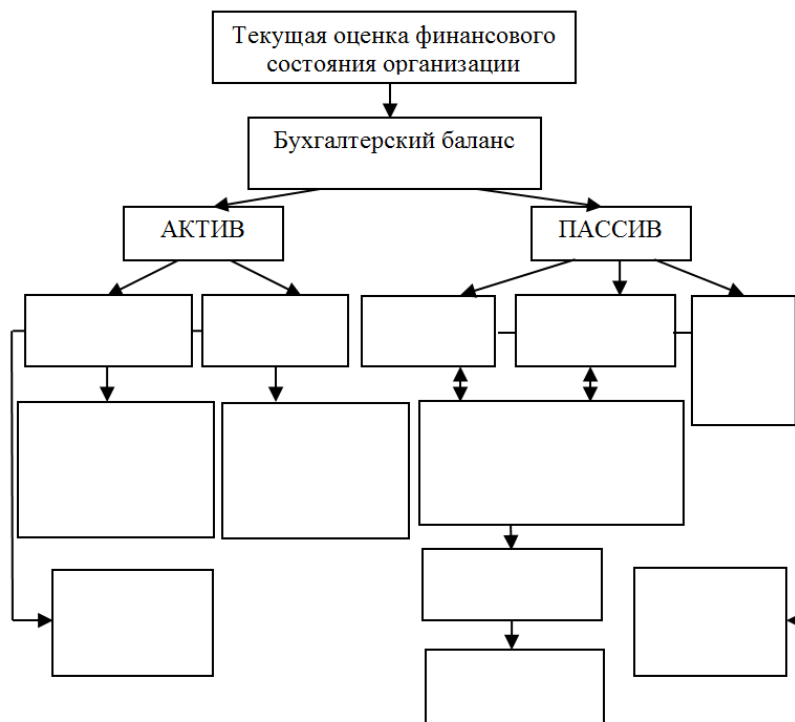 Текущая оценка финансового
состояния организации
Бухгалтерский баланс
АКТИВ
ПАССИВ